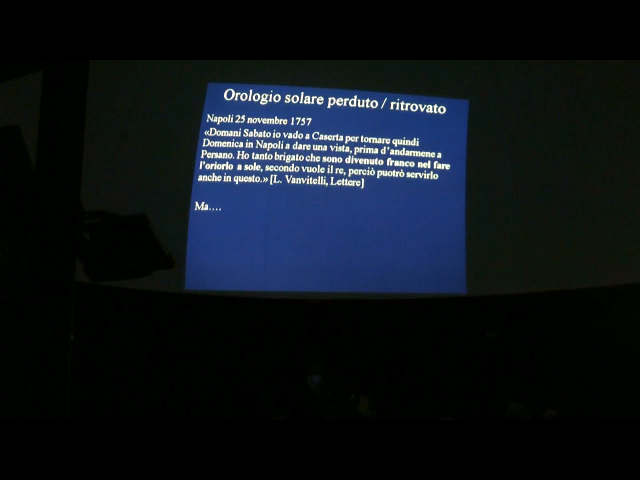 Orologio solare perduto / ritrovato
Napoli 25 novembre 1757
«Domani Sabato io vado a Caserta per tornare quindi
Domenica in Napoli a dare una vista, prima d'andarmene a
Persano. Ho tanto brigato che sono divenuto franco nel fare
l'oriorlo a sole, secondo vuole il re, perciò puotrò servirlo
anche in questo.» [L. Vanvitelli, Lettere]
Ma....